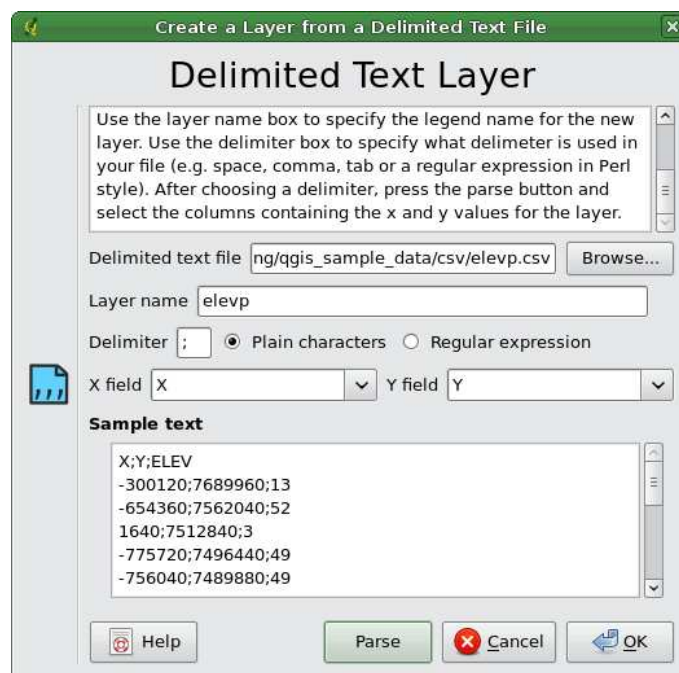 Create a Layer from a Delimited Text File
Delimited Text Layer
Use the layer name box to specify the legend name for the new
layer. Use the delimiter box to specify what delimeter is used in
your file (e.g. space, comma, tab or a regular expression in Perl
style). After choosing a delimiter, press the parse button and
select the columns containing the x and y values for the layer.
Delimited text file ng/qgis_sample_data/csv/elevp.csv Browse...
Layer name elevp
Delimiter ; Plain characters Regular expression
X field X Y field Y
Sample text
X;Y;ELEV
-300120;7689960;13
-654360;7562040;52
1640;7512840;3
-775720;7496440;49
-756040;7489880;49
Help Parse Cancel OK